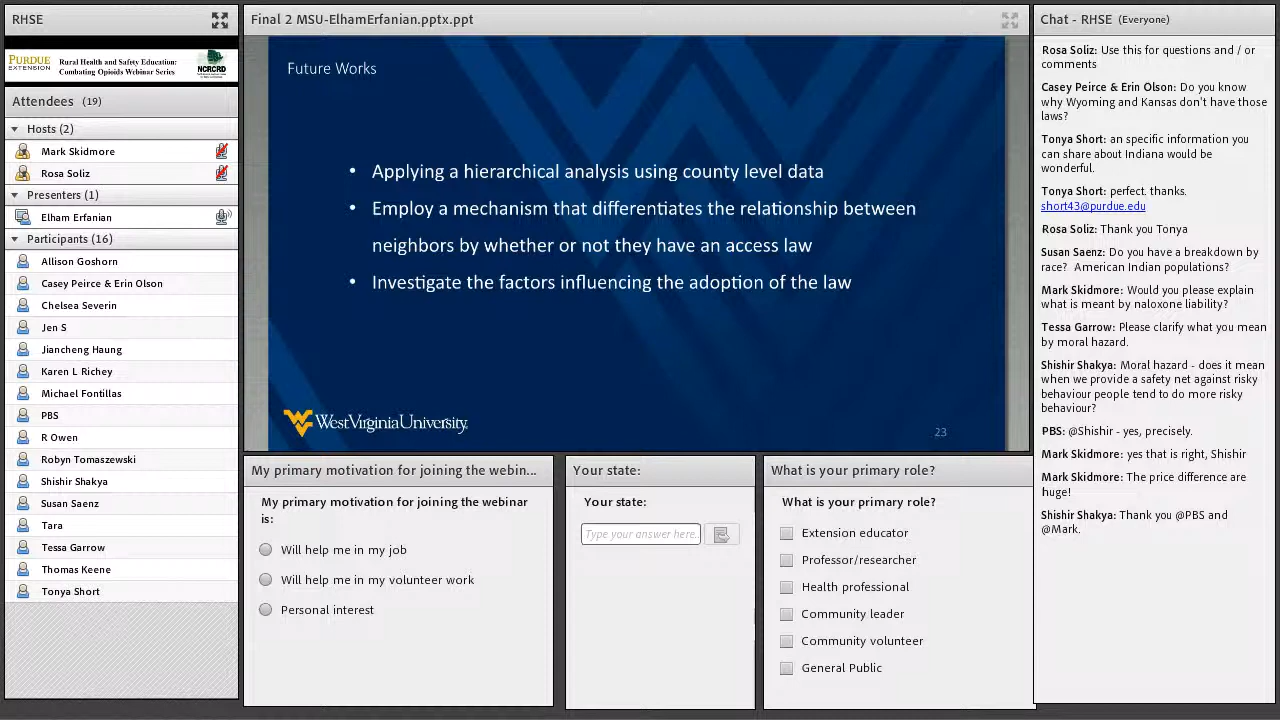 RHSE
PURDUE
EXTENSION
Rural Health and Safety Education:
Combating Opioids Webinar Series
NCRCRD
Attendees (19)
Hosts (2)
Mark Skidmore
Rosa Soliz
Presenters (1)
Elham Erfanian
Participants (16)
Allison Goshorn
Casey Peirce & Erin Olson
Chelsea Severin
Jen S
Jiancheng Haung
Karen L Richey
Michael Fontillas
PBS
R Owen
Robyn Tomaszewski
Shishir Shakya
Susan Saenz
Tara
Tessa Garrow
Thomas Keene
Tonya Short
Final 2 MSU-ElhamErfanian.pptx.ppt
Future Works
• Applying a hierarchical analysis using county level data
• Employ a mechanism that differentiates the relationship between
neighbors by whether or not they have an access law
• Investigate the factors influencing the adoption of the law
WestVirginiaUniversity.
23
My primary motivation for joining the webin...
My primary motivation for joining the webinar
is:
Will help me in my job
Will help me in my volunteer work
Personal interest
Your state:
Your state:
Type your answer here..
What is your primary role?
What is your primary role?
Extension educator
Professor/researcher
Health professional
Community leader
Community volunteer
General Public
Chat - RHSE (Everyone)
Rosa Soliz: Use this for questions and / or
comments
Casey Peirce & Erin Olson: Do you know
why Wyoming and Kansas don't have those
laws?
Tonya Short: an specific information you
can share about Indiana would be
wonderful.
Tonya Short: perfect. thanks.
short43@purdue.edu
Rosa Soliz: Thank you Tonya
Susan Saenz: Do you have a breakdown by
race? American Indian populations?
Mark Skidmore: Would you please explain
what is meant by naloxone liability?
Tessa Garrow: Please clarify what you mean
by moral hazard.
Shishir Shakya: Moral hazard - does it mean
when we provide a safety net against risky
behaviour people tend to do more risky
behaviour?
PBS: @Shishir - yes, precisely.
Mark Skidmore: yes that is right, Shishir
Mark Skidmore: The price difference are
huge!
Shishir Shakya: Thank you @PBS and
@Mark.